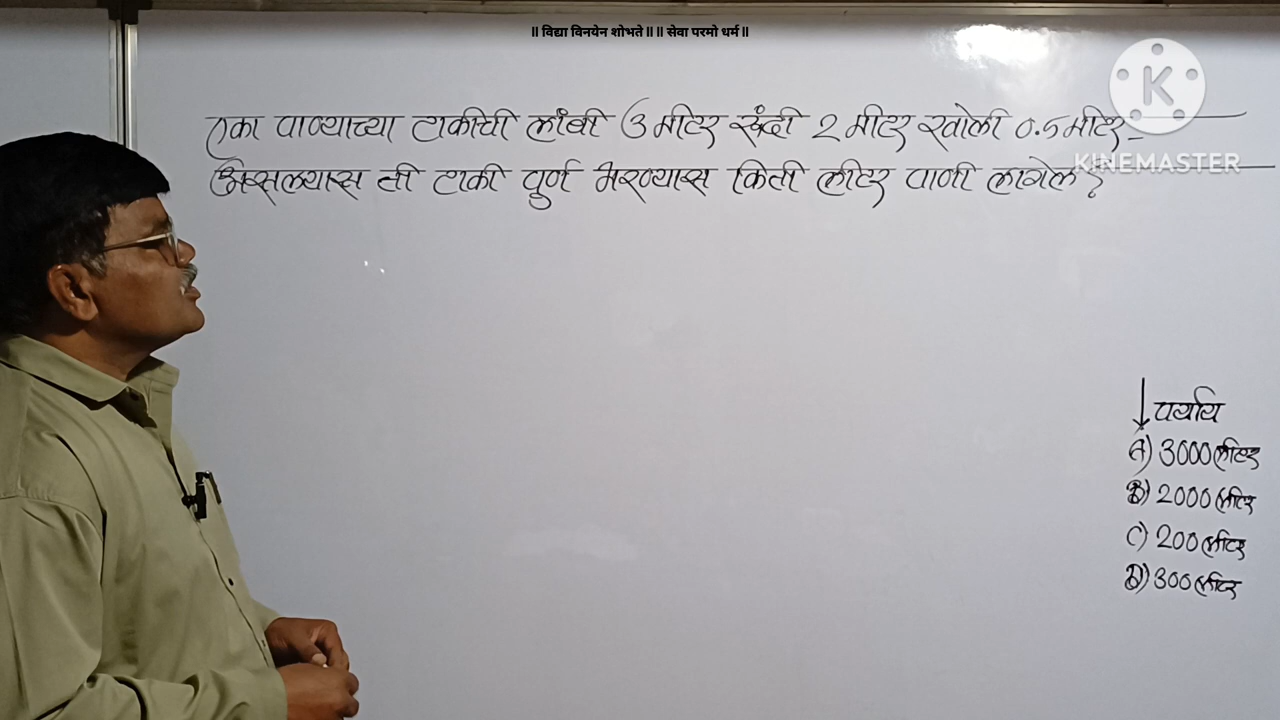 ॥ विद्या विनयेन शोभते ॥ ॥ सेवा परमो धर्म ॥
एका पाण्याच्या टाकीची लांबी 3 मीटर रुंदी 2 मीटर खोली 0.5 मीटर
असल्यास ती टाकी पुर्ण भरण्यास किती लीटर पाणी लागेल ?
KINEMASTER
↓ पर्याय
A) 3000 लीटर
B) 2000 लीटर
C) 200 लीटर
D) 300 लीटर